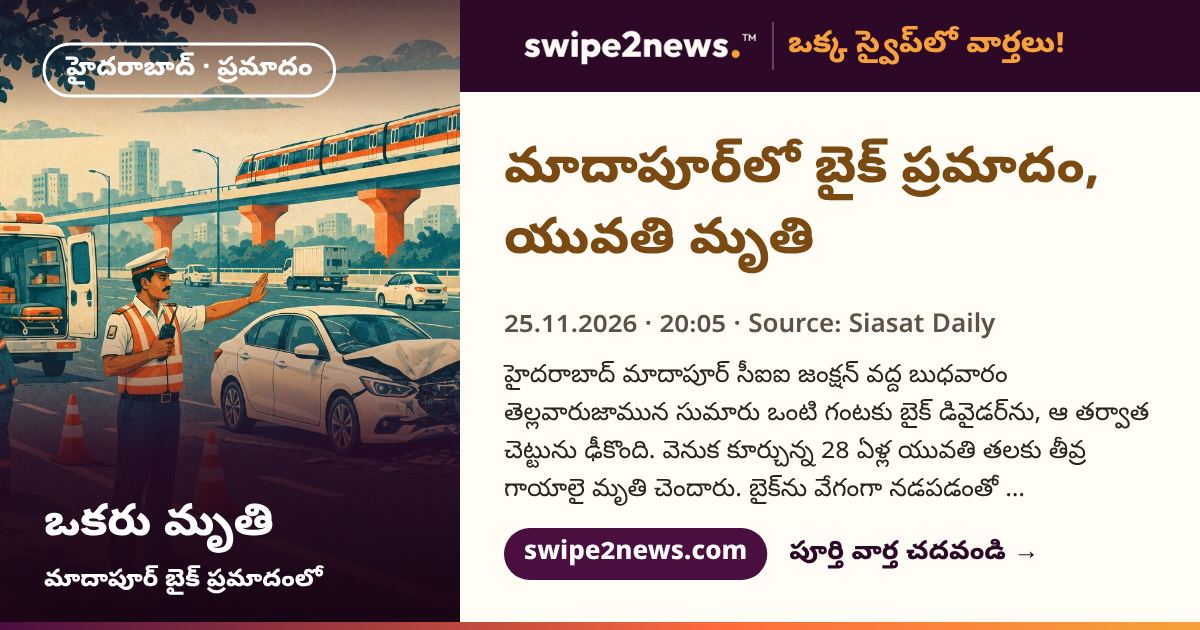 హైదరాబాద్ · ప్రమాదం
ఒకరు మృతి
మాదాపూర్ బైక్ ప్రమాదంలో
swipe2news.™
ఒక్క స్వైప్‌లో వార్తలు!
మాదాపూర్‌లో బైక్ ప్రమాదం,
యువతి మృతి
25.11.2026 · 20:05 · Source: Siasat Daily
హైదరాబాద్ మాదాపూర్ సీఐఐ జంక్షన్ వద్ద బుధవారం
తెల్లవారుజామున సుమారు ఒంటి గంటకు బైక్ డివైడర్‌ను, ఆ తర్వాత
చెట్టును ఢీకొంది. వెనుక కూర్చున్న 28 ఏళ్ల యువతి తలకు తీవ్ర
గాయాలై మృతి చెందారు. బైక్‌ను వేగంగా నడపడంతో ...
swipe2news.com
పూర్తి వార్త చదవండి →